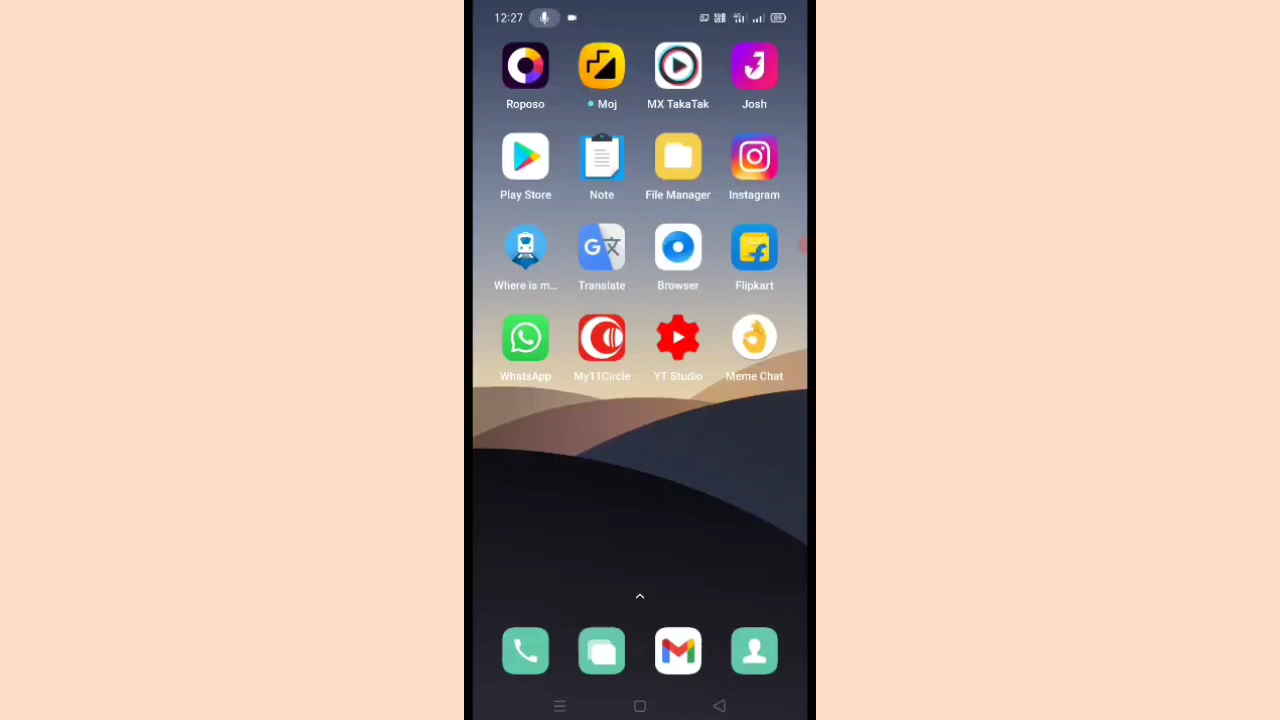 12:27
89
Roposo
Moj
MX TakaTak
Josh
Play Store
Note
File Manager
Instagram
Where is m...
Translate
Browser
Flipkart
WhatsApp
My11Circle
YT Studio
Meme Chat